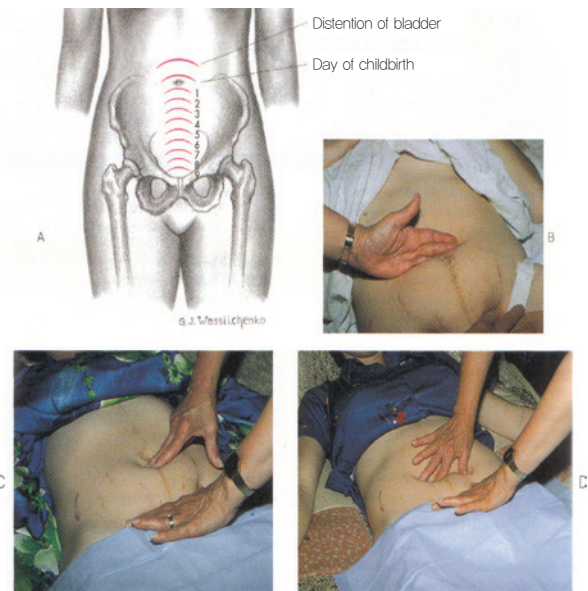 Distention of bladder
Day of childbirth
1
2
3
4
5
6
7
8
9
A
B
G.J. Wassilchenko
C
D